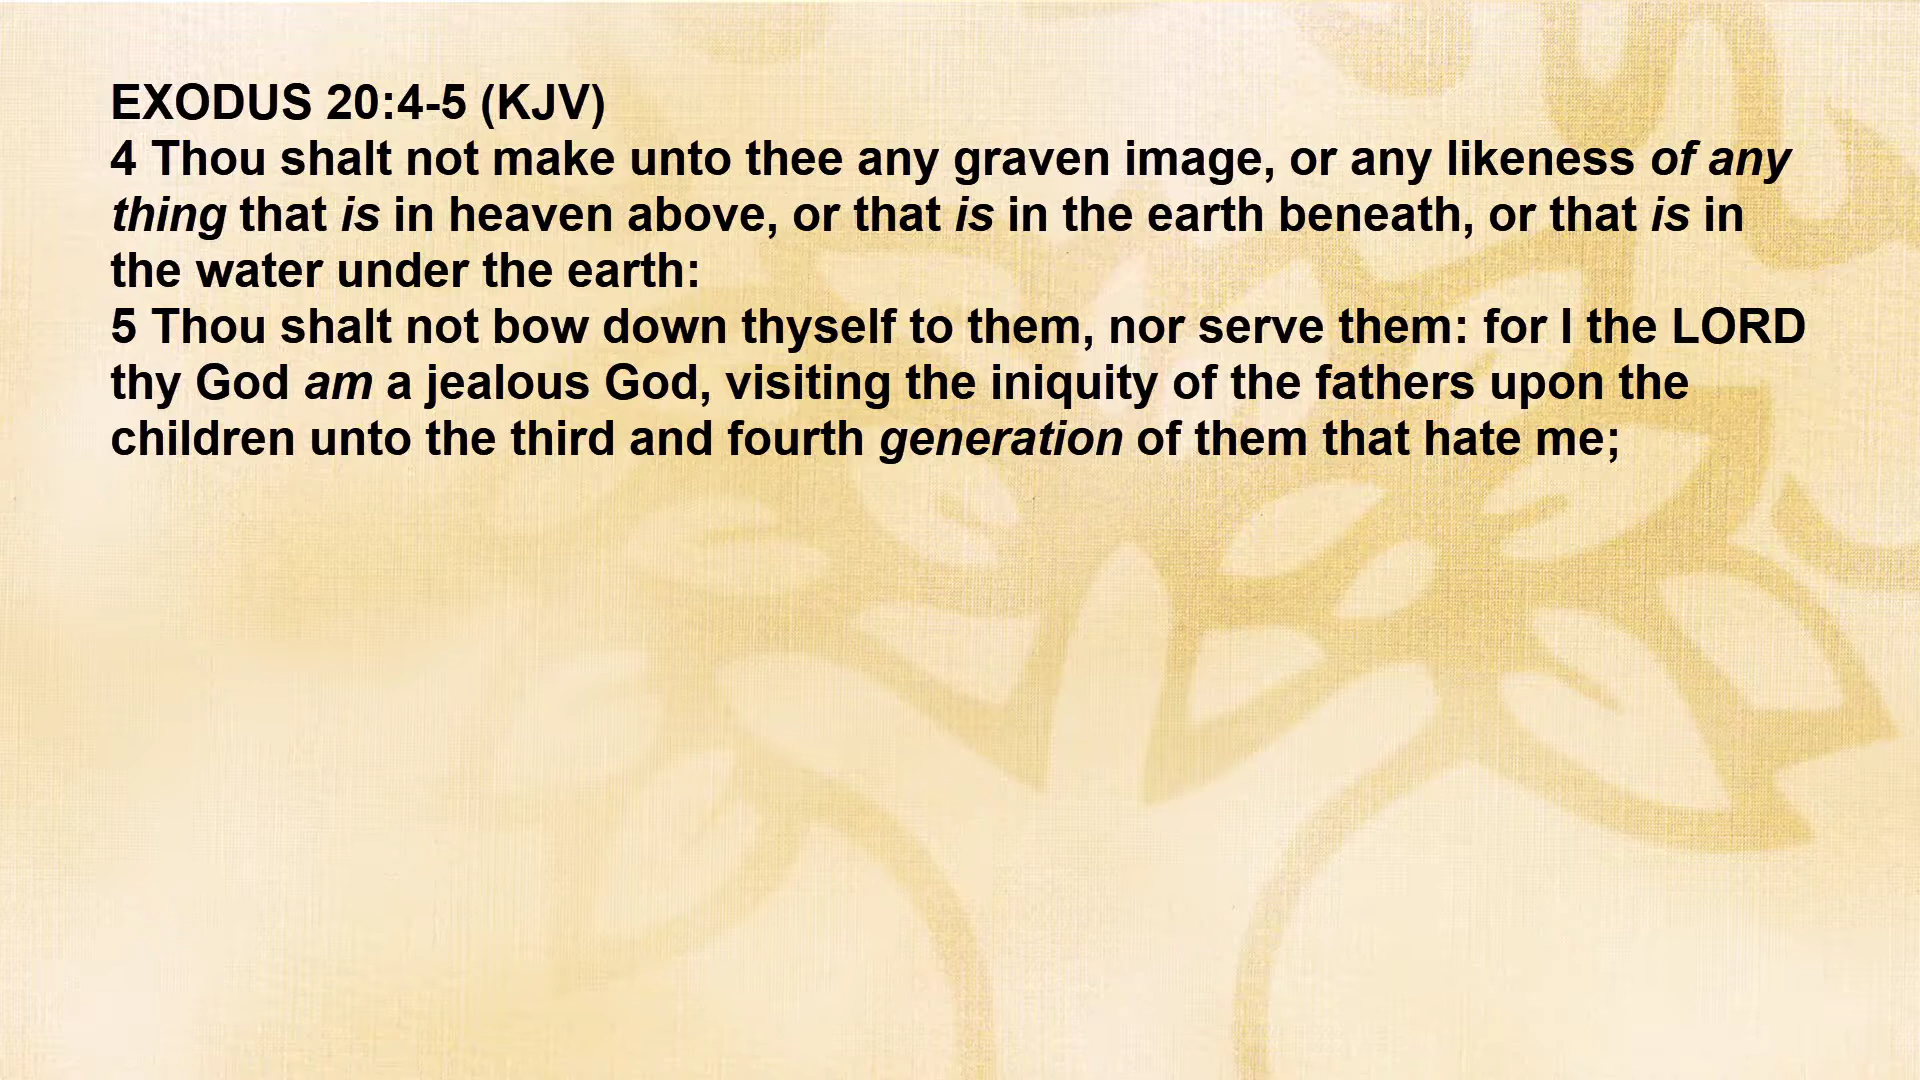 EXODUS 20:4-5 (KJV)
4 Thou shalt not make unto thee any graven image, or any likeness of any
thing that is in heaven above, or that is in the earth beneath, or that is in
the water under the earth:
5 Thou shalt not bow down thyself to them, nor serve them: for I the LORD
thy God am a jealous God, visiting the iniquity of the fathers upon the
children unto the third and fourth generation of them that hate me;